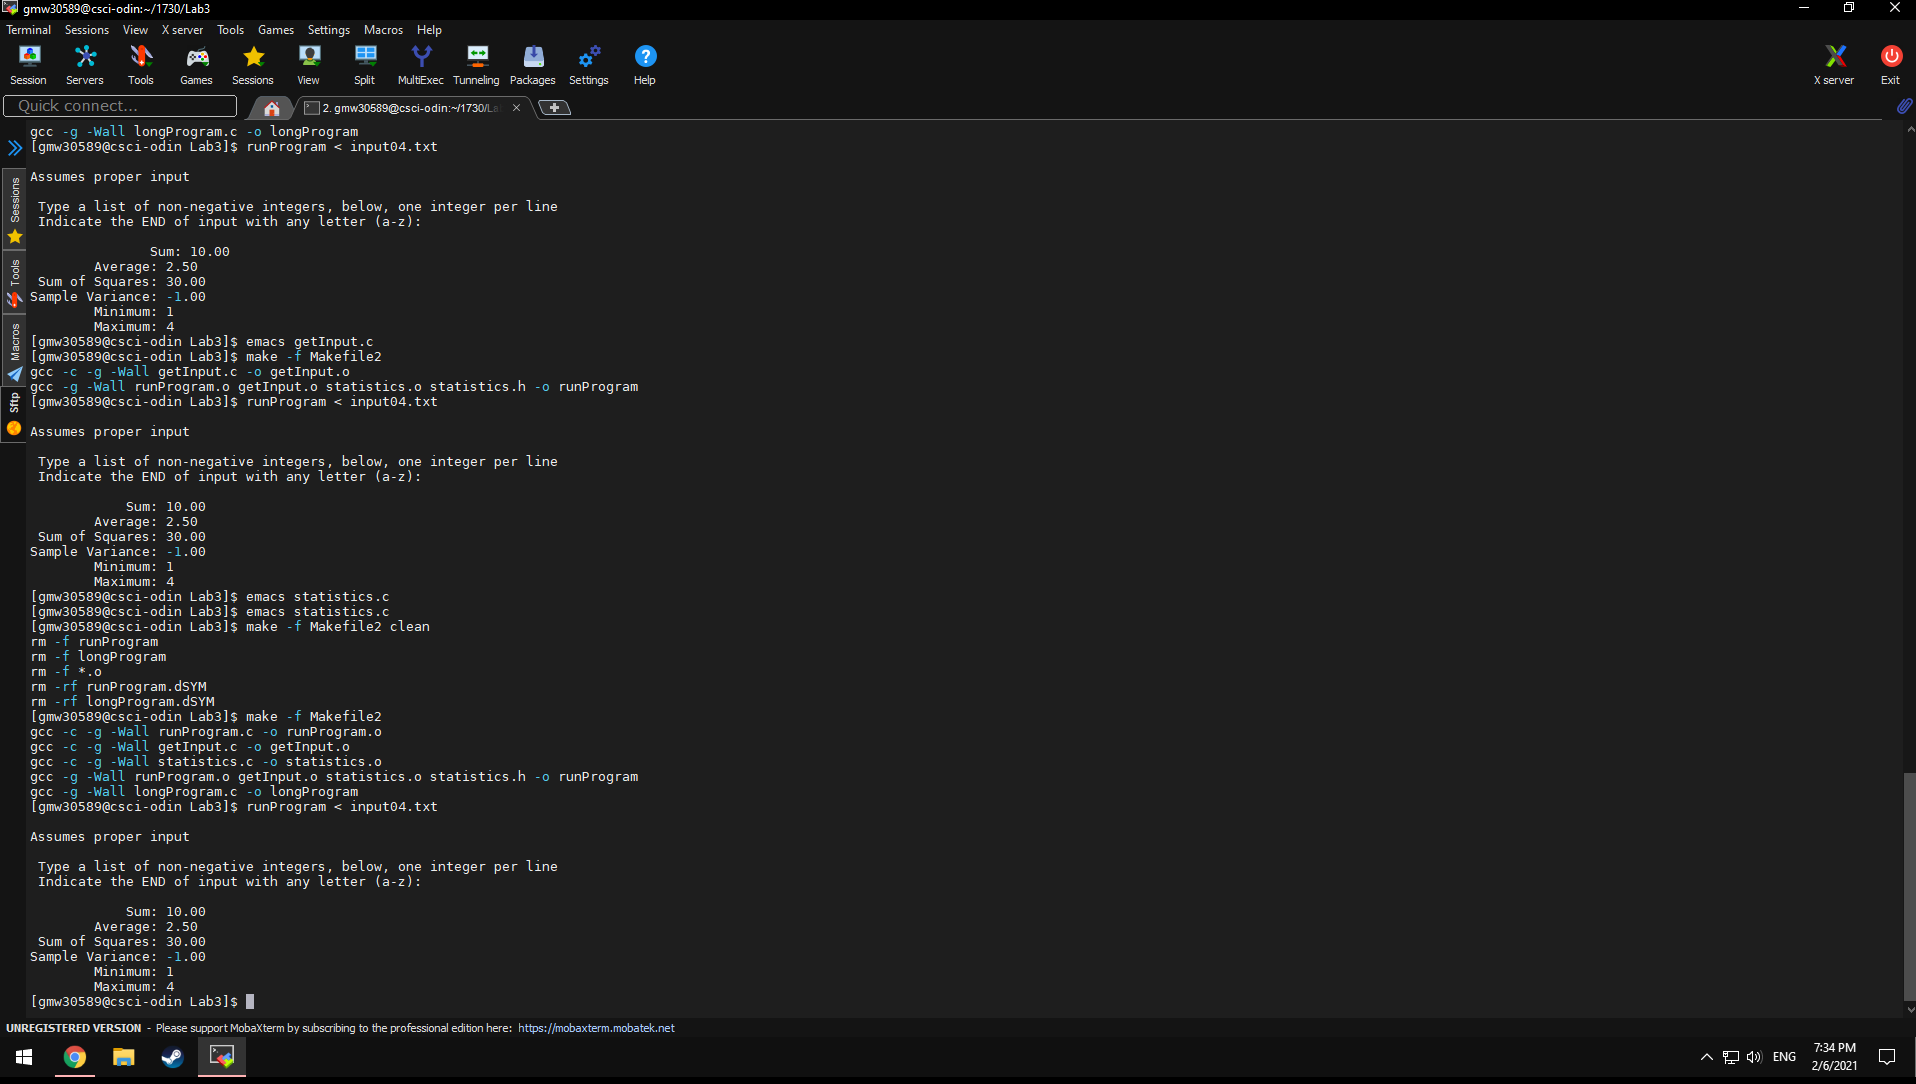 gmw30589@csci-odin:~/1730/Lab3
Terminal Sessions View X server Tools Games Settings Macros Help
Session Servers Tools Games Sessions View Split MultiExec Tunneling Packages Settings Help X server Exit
Quick connect...
2. gmw30589@csci-odin:~/1730/La
Sessions
Tools
Macros
Sftp
gcc -g -Wall longProgram.c -o longProgram
[gmw30589@csci-odin Lab3]$ runProgram < input04.txt
Assumes proper input
Type a list of non-negative integers, below, one integer per line
Indicate the END of input with any letter (a-z):
Sum: 10.00
Average: 2.50
Sum of Squares: 30.00
Sample Variance: -1.00
Minimum: 1
Maximum: 4
[gmw30589@csci-odin Lab3]$ emacs getInput.c
[gmw30589@csci-odin Lab3]$ make -f Makefile2
gcc -c -g -Wall getInput.c -o getInput.o
gcc -g -Wall runProgram.o getInput.o statistics.o statistics.h -o runProgram
[gmw30589@csci-odin Lab3]$ runProgram < input04.txt
Assumes proper input
Type a list of non-negative integers, below, one integer per line
Indicate the END of input with any letter (a-z):
Sum: 10.00
Average: 2.50
Sum of Squares: 30.00
Sample Variance: -1.00
Minimum: 1
Maximum: 4
[gmw30589@csci-odin Lab3]$ emacs statistics.c
[gmw30589@csci-odin Lab3]$ emacs statistics.c
[gmw30589@csci-odin Lab3]$ make -f Makefile2 clean
rm -f runProgram
rm -f longProgram
rm -f *.o
rm -rf runProgram.dSYM
rm -rf longProgram.dSYM
[gmw30589@csci-odin Lab3]$ make -f Makefile2
gcc -c -g -Wall runProgram.c -o runProgram.o
gcc -c -g -Wall getInput.c -o getInput.o
gcc -c -g -Wall statistics.c -o statistics.o
gcc -g -Wall runProgram.o getInput.o statistics.o statistics.h -o runProgram
gcc -g -Wall longProgram.c -o longProgram
[gmw30589@csci-odin Lab3]$ runProgram < input04.txt
Assumes proper input
Type a list of non-negative integers, below, one integer per line
Indicate the END of input with any letter (a-z):
Sum: 10.00
Average: 2.50
Sum of Squares: 30.00
Sample Variance: -1.00
Minimum: 1
Maximum: 4
[gmw30589@csci-odin Lab3]$
UNREGISTERED VERSION - Please support MobaXterm by subscribing to the professional edition here: https://mobaxterm.mobatek.net
ENG
7:34 PM
2/6/2021